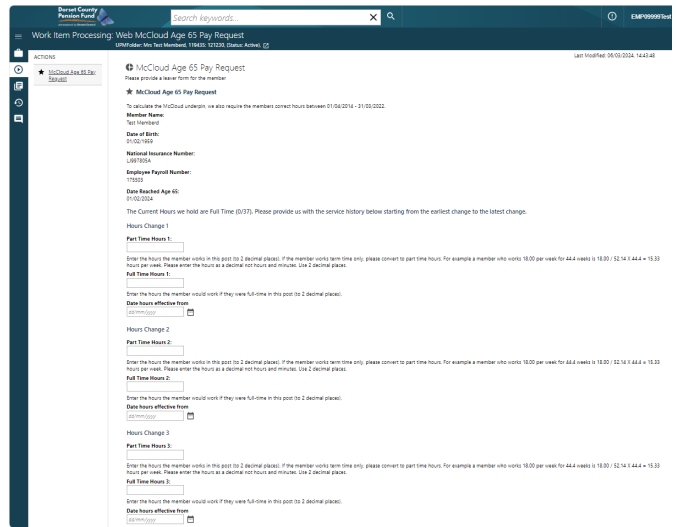 Dorset County
Pension Fund
Search keywords...
EMP09999Test
Work Item Processing: Web McCloud Age 65 Pay Request
UPMFolder: Mrs Test Memberd, 119435: 121230, (Status: Active),
Last Modified: 06/03/2024 14:43:48
ACTIONS
McCloud Age 65 Pay
Request
McCloud Age 65 Pay Request
Please provide a leaver form for the member
McCloud Age 65 Pay Request
To calculate the McCloud underpin, we also require the members correct hours between 01/04/2014 - 31/03/2022.
Member Name:
Test Memberd
Date of Birth:
01/02/1959
National Insurance Number:
LJ997805A
Employee Payroll Number:
175503
Date Reached Age 65:
01/02/2024
The Current Hours we hold are Full Time (0/37). Please provide us with the service history below starting from the earliest change to the latest change.
Hours Change 1
Part Time Hours 1:
Enter the hours the member works in this post (to 2 decimal places). If the member works term time only, please convert to part time hours. For example a member who works 18.00 per week for 44.4 weeks is 18.00 / 52.14 X 44.4 = 15.33
hours per week. Please enter the hours as a decimal not hours and minutes. Use 2 decimal places.
Full Time Hours 1:
Enter the hours the member would work if they were full-time in this post (to 2 decimal places).
Date hours effective from
dd/mm/yyyy
Hours Change 2
Part Time Hours 2:
Enter the hours the member works in this post (to 2 decimal places). If the member works term time only, please convert to part time hours. For example a member who works 18.00 per week for 44.4 weeks is 18.00 / 52.14 X 44.4 = 15.33
hours per week. Please enter the hours as a decimal not hours and minutes. Use 2 decimal places.
Full Time Hours 2:
Enter the hours the member would work if they were full-time in this post (to 2 decimal places).
Date hours effective from
dd/mm/yyyy
Hours Change 3
Part Time Hours 3:
Enter the hours the member works in this post (to 2 decimal places). If the member works term time only, please convert to part time hours. For example a member who works 18.00 per week for 44.4 weeks is 18.00 / 52.14 X 44.4 = 15.33
hours per week. Please enter the hours as a decimal not hours and minutes. Use 2 decimal places.
Full Time Hours 3:
Enter the hours the member would work if they were full-time in this post (to 2 decimal places).
Date hours effective from
dd/mm/yyyy